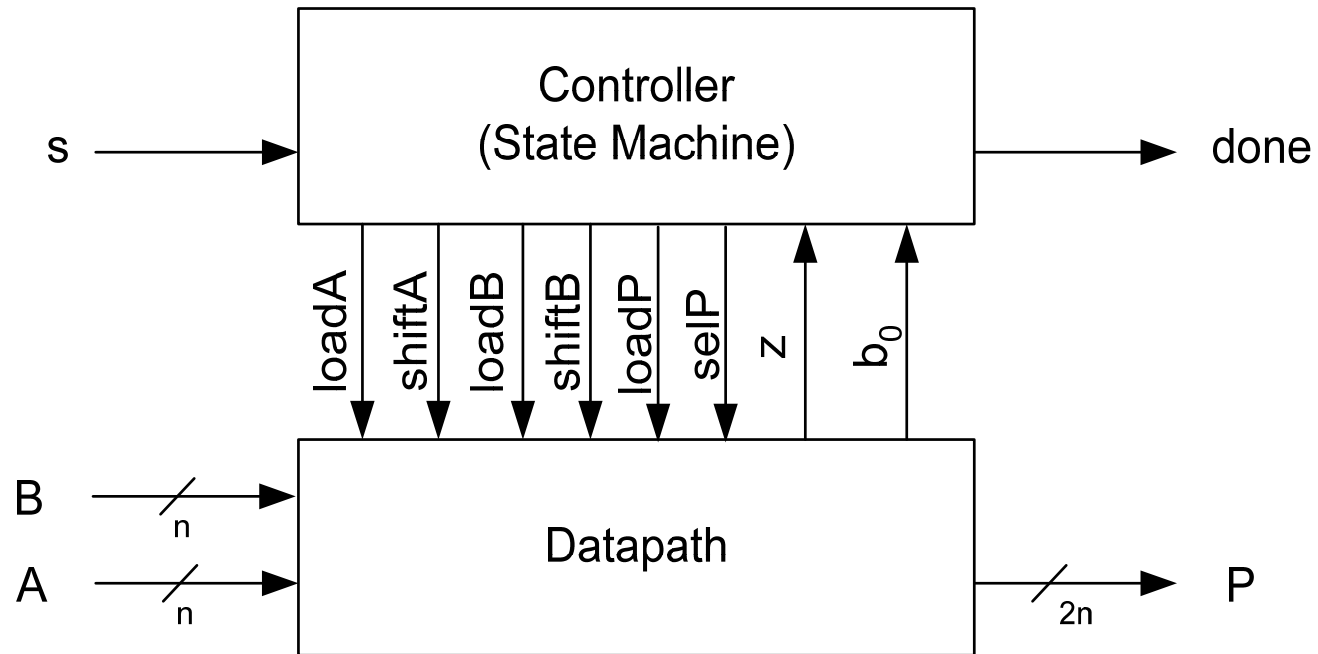 Controller
(State Machine)
s
done
loadA
shiftA
loadB
shiftB
loadP
selP
z
b₀
B
n
A
n
Datapath
P
2n